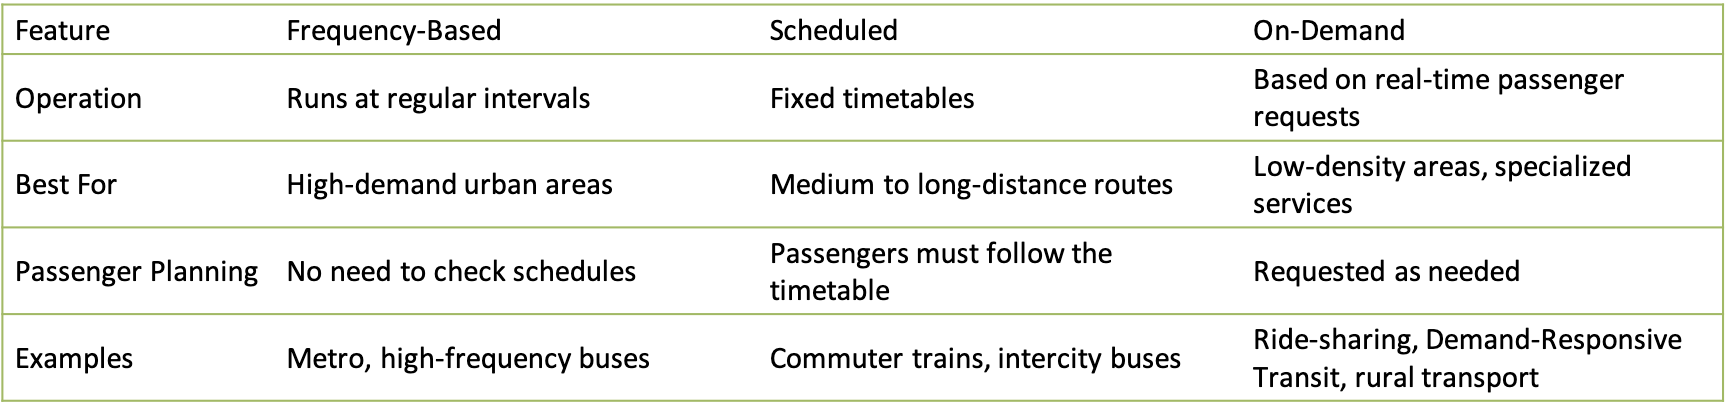 Feature Frequency-Based Scheduled On-Demand
Operation Runs at regular intervals Fixed timetables Based on real-time passenger
requests
Best For High-demand urban areas Medium to long-distance routes Low-density areas, specialized
services
Passenger Planning No need to check schedules Passengers must follow the
timetable Requested as needed
Examples Metro, high-frequency buses Commuter trains, intercity buses Ride-sharing, Demand-Responsive
Transit, rural transport